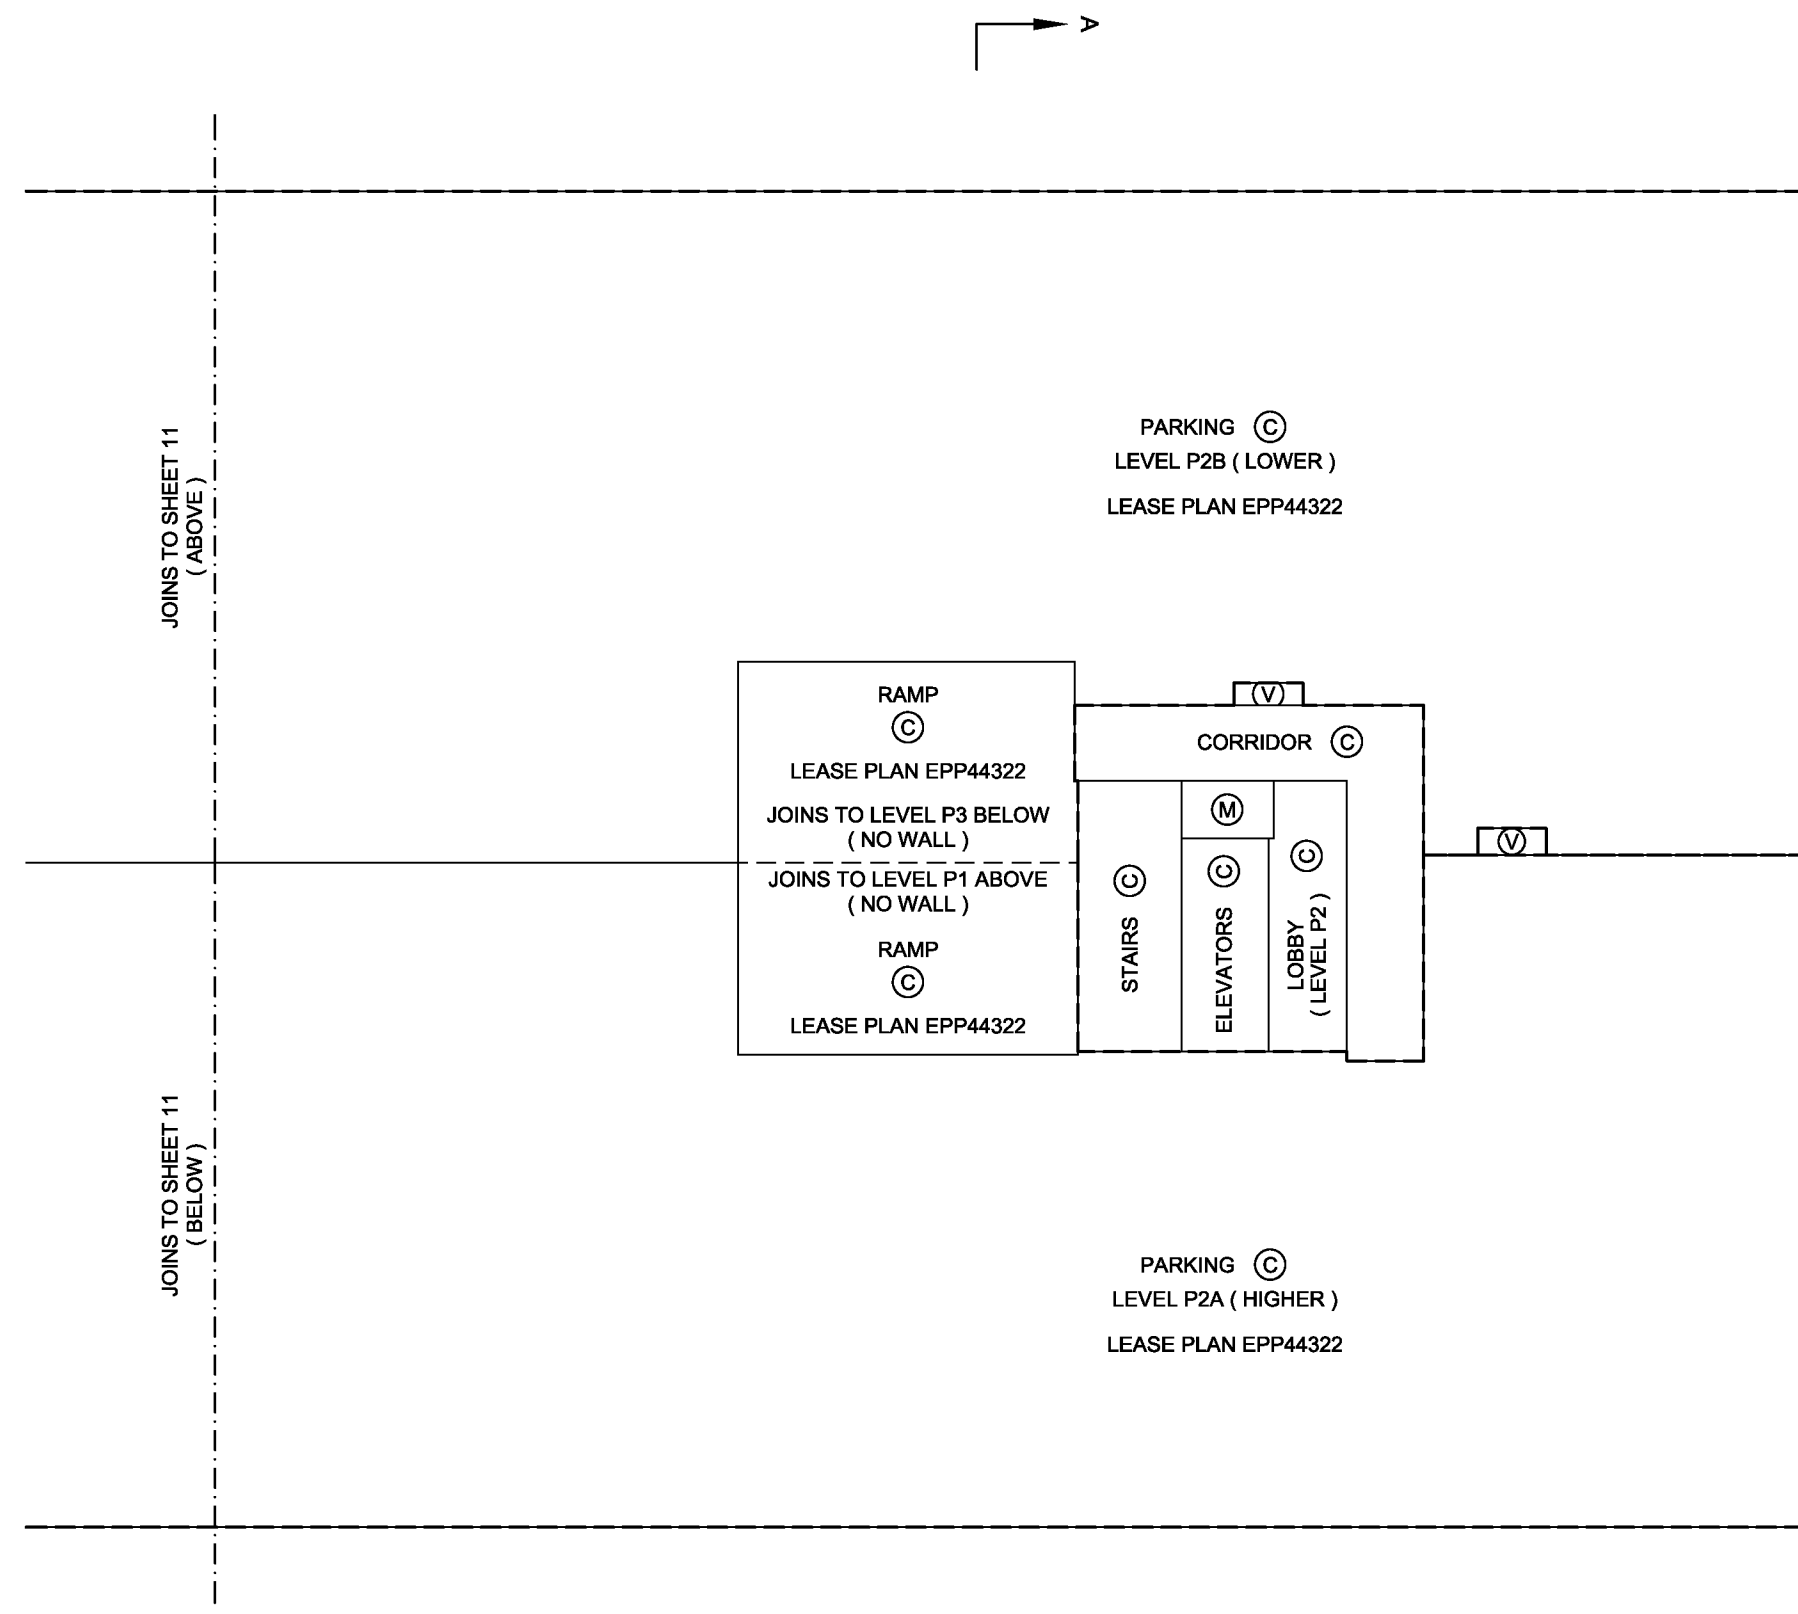 A
JOINS TO SHEET 11
( ABOVE )
PARKING C
LEVEL P2B ( LOWER )
LEASE PLAN EPP44322
RAMP
C
LEASE PLAN EPP44322
JOINS TO LEVEL P3 BELOW
( NO WALL )
JOINS TO LEVEL P1 ABOVE
( NO WALL )
RAMP
C
LEASE PLAN EPP44322
V
CORRIDOR C
M
STAIRS C
ELEVATORS C
LOBBY C
( LEVEL P2 )
V
JOINS TO SHEET 11
( BELOW )
PARKING C
LEVEL P2A ( HIGHER )
LEASE PLAN EPP44322